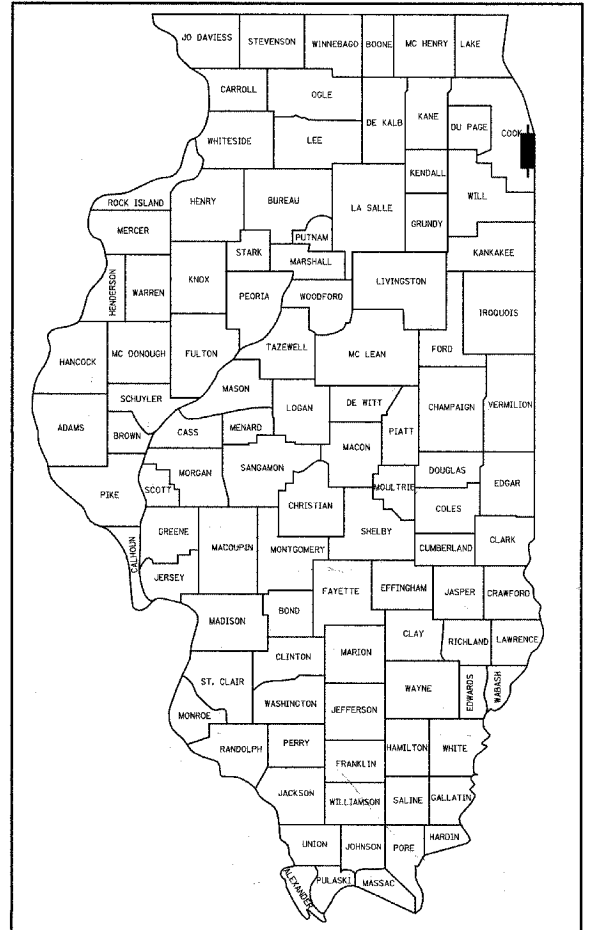 JO DAVIESS STEVENSON WINNEBAGO BOONE MC HENRY LAKE
CARROLL OGLE
DE KALB KANE DU PAGE COOK
WHITESIDE LEE
KENDALL WILL
ROCK ISLAND HENRY BUREAU LA SALLE GRUNDY
MERCER PUTNAM
STARK MARSHALL KANKAKEE
HENDERSON WARREN KNOX PEORIA WOODFORD LIVINGSTON IROQUOIS
HANCOCK MC DONOUGH FULTON TAZEWELL MC LEAN FORD
SCHUYLER MASON
ADAMS BROWN CASS MENARD LOGAN DE WITT PIATT CHAMPAIGN VERMILION
MACON
PIKE SCOTT MORGAN SANGAMON CHRISTIAN MOULTRIE DOUGLAS EDGAR
COLES
CALHOUN GREENE MACOUPIN MONTGOMERY SHELBY CUMBERLAND CLARK
JERSEY FAYETTE EFFINGHAM JASPER CRAWFORD
MADISON BOND
CLAY RICHLAND LAWRENCE
CLINTON MARION
ST. CLAIR WAYNE EDWARDS WABASH
WASHINGTON JEFFERSON
MONROE
RANDOLPH PERRY HAMILTON WHITE
FRANKLIN
JACKSON WILLIAMSON SALINE GALLATIN
HARDIN
UNION JOHNSON PORE
ALEXANDER PULASKI MASSAC